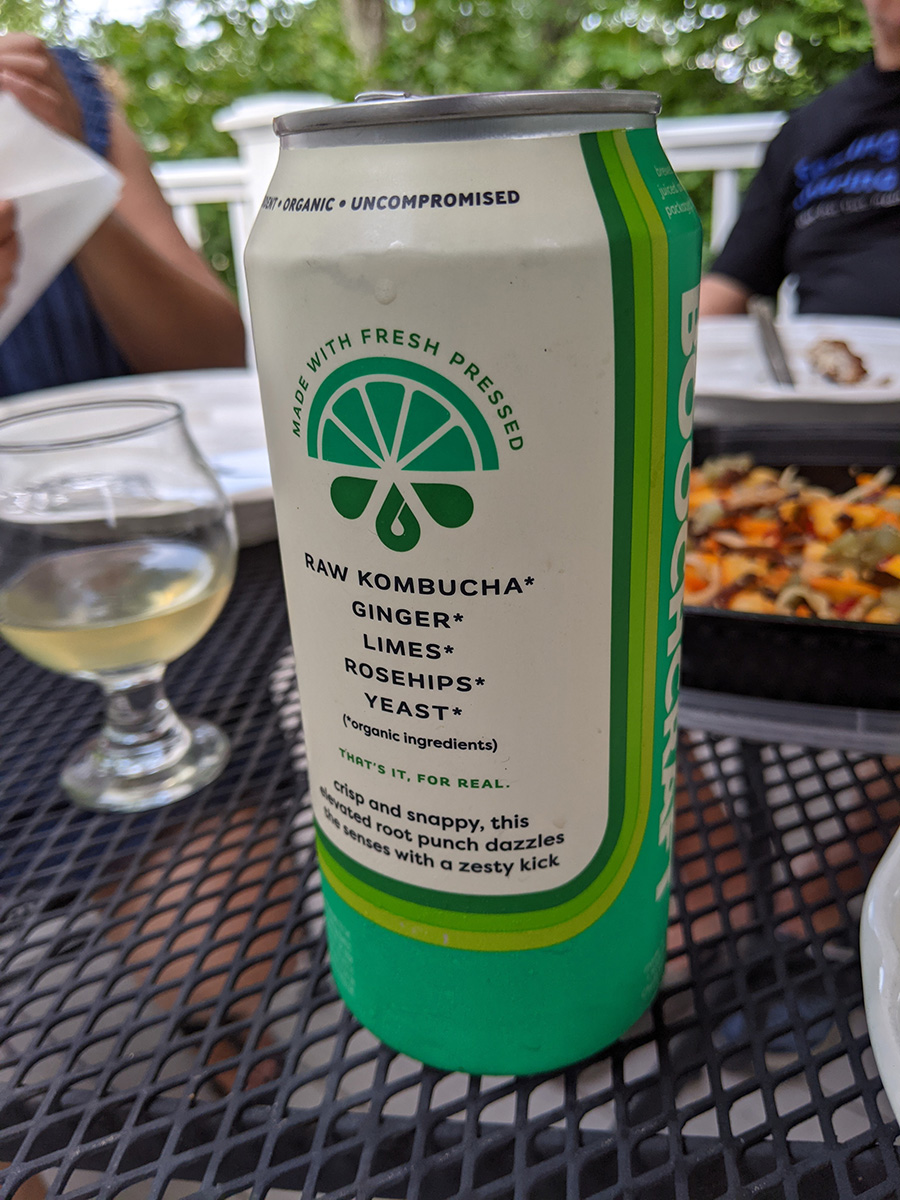 ENT • ORGANIC • UNCOMPROMISED
MADE WITH FRESH PRESSED
RAW KOMBUCHA*
GINGER*
LIMES*
ROSEHIPS*
YEAST*
(*organic ingredients)
THAT'S IT, FOR REAL.
crisp and snappy, this
elevated root punch dazzles
the senses with a zesty kick
BOOCHCRAFT